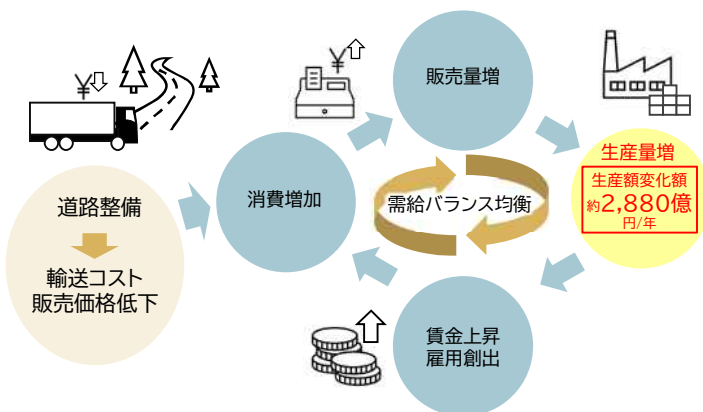 道路整備
輸送コスト
販売価格低下
¥
消費増加
¥
販売量増
生産量増
生産額変化額
約2,880億
円/年
需給バランス均衡
賃金上昇
雇用創出